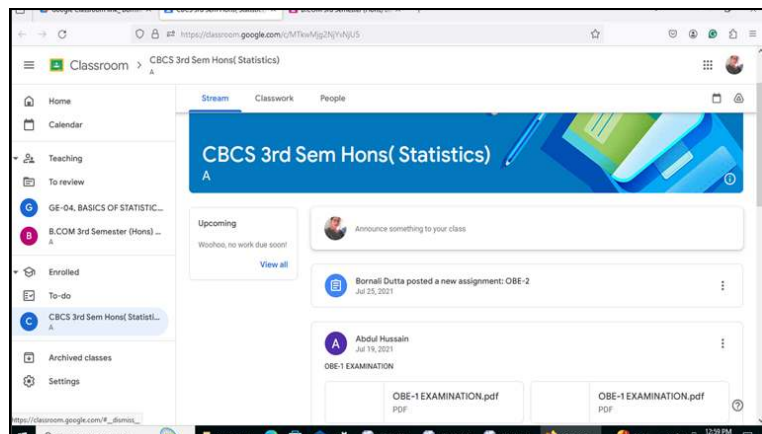 https://classroom.google.com/c/MTkwMjg2NjYxNjU5
Classroom > CBCS 3rd Sem Hons( Statistics)
A
Home
Calendar
Teaching
To review
G GE-04, BASICS OF STATISTIC...
B B.COM 3rd Semester (Hons) ...
A
Enrolled
To-do
C CBCS 3rd Sem Hons( Statisti...
A
Archived classes
Settings
https://classroom.google.com/#_dismiss_
Stream Classwork People
CBCS 3rd Sem Hons( Statistics)
A
Upcoming
Woohoo, no work due soon!
View all
Announce something to your class
Bornali Dutta posted a new assignment: OBE-2
Jul 25, 2021
A Abdul Hussain
Jul 19, 2021
OBE-1 EXAMINATION
OBE-1 EXAMINATION.pdf
PDF
OBE-1 EXAMINATION.pdf
PDF
12:59 PM